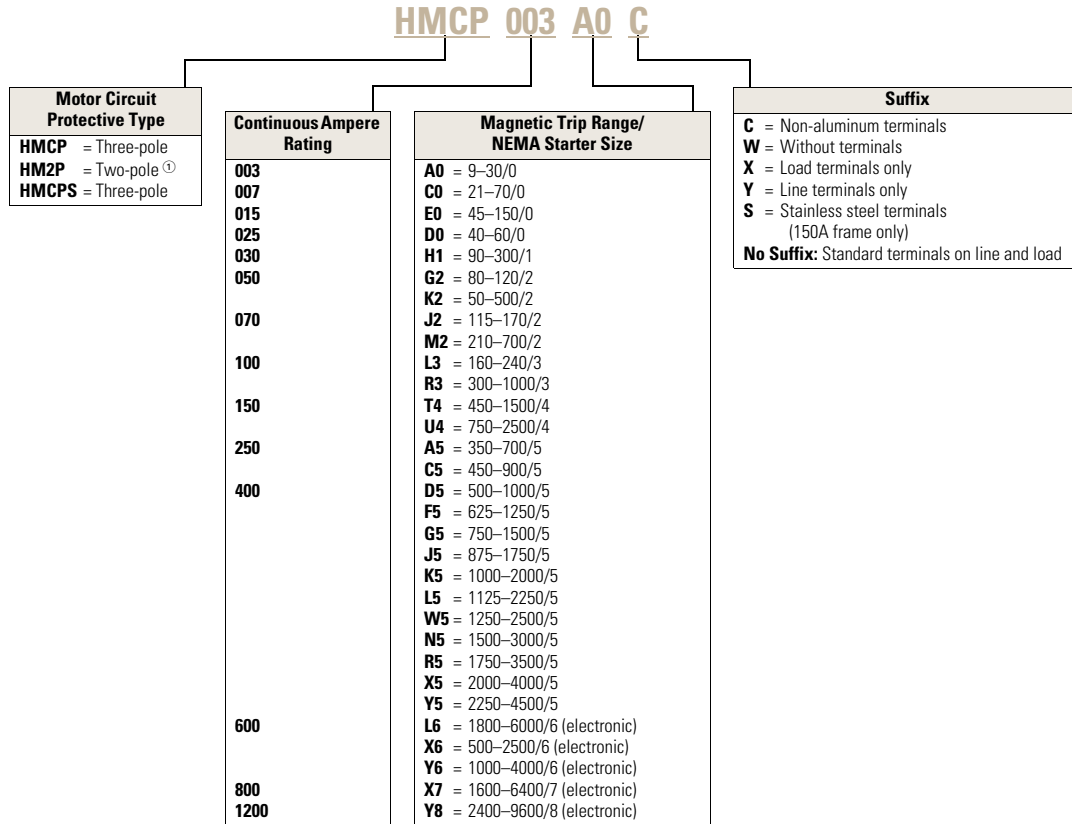 HMCP 003 A0 C
Motor Circuit
Protective Type
HMCP = Three-pole
HM2P = Two-pole ①
HMCPS = Three-pole
Continuous Ampere
Rating
003
007
015
025
030
050
070
100
150
250
400
600
800
1200
Magnetic Trip Range/
NEMA Starter Size
A0 = 9–30/0
C0 = 21–70/0
E0 = 45–150/0
D0 = 40–60/0
H1 = 90–300/1
G2 = 80–120/2
K2 = 50–500/2
J2 = 115–170/2
M2 = 210–700/2
L3 = 160–240/3
R3 = 300–1000/3
T4 = 450–1500/4
U4 = 750–2500/4
A5 = 350–700/5
C5 = 450–900/5
D5 = 500–1000/5
F5 = 625–1250/5
G5 = 750–1500/5
J5 = 875–1750/5
K5 = 1000–2000/5
L5 = 1125–2250/5
W5 = 1250–2500/5
N5 = 1500–3000/5
R5 = 1750–3500/5
X5 = 2000–4000/5
Y5 = 2250–4500/5
L6 = 1800–6000/6 (electronic)
X6 = 500–2500/6 (electronic)
Y6 = 1000–4000/6 (electronic)
X7 = 1600–6400/7 (electronic)
Y8 = 2400–9600/8 (electronic)
Suffix
C = Non-aluminum terminals
W = Without terminals
X = Load terminals only
Y = Line terminals only
S = Stainless steel terminals
(150A frame only)
No Suffix: Standard terminals on line and load